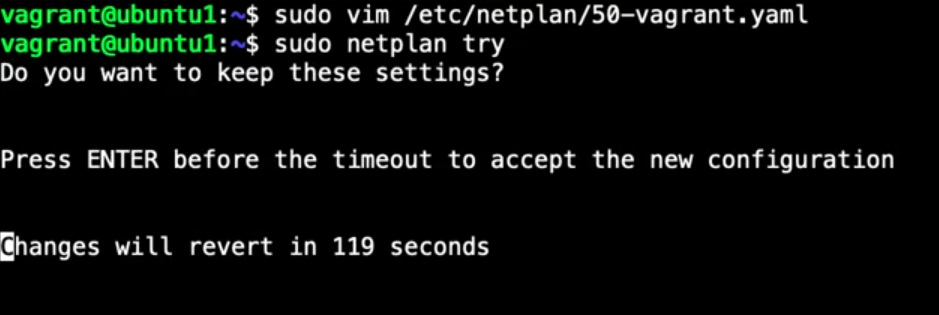 vagrant@ubuntu1:~$ sudo vim /etc/netplan/50-vagrant.yaml
vagrant@ubuntu1:~$ sudo netplan try
Do you want to keep these settings?
Press ENTER before the timeout to accept the new configuration
Changes will revert in 119 seconds